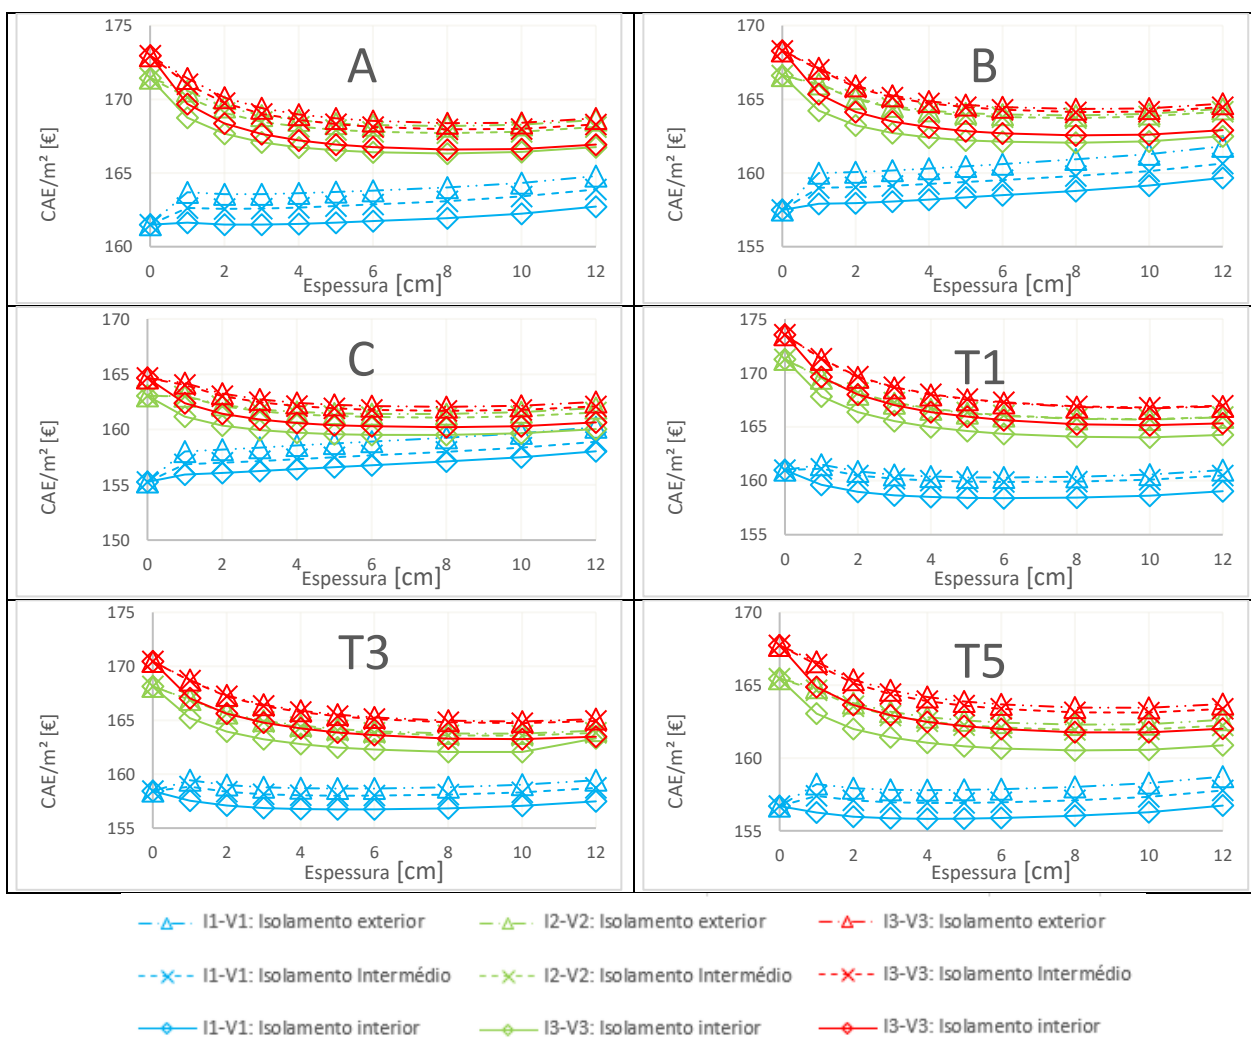 175
170
165
160
CAE/m² [€]
A
0 2 4 6 8 10 12
Espessura [cm]
170
165
160
155
CAE/m² [€]
B
0 2 4 6 8 10 12
Espessura [cm]
170
165
160
155
150
CAE/m² [€]
C
0 2 4 6 8 10 12
Espessura [cm]
175
170
165
160
155
CAE/m² [€]
T1
0 2 4 6 8 10 12
Espessura [cm]
175
170
165
160
155
CAE/m² [€]
T3
0 2 4 6 8 10 12
Espessura [cm]
170
165
160
155
CAE/m² [€]
T5
0 2 4 6 8 10 12
Espessura [cm]
I1-V1: Isolamento exterior I2-V2: Isolamento exterior I3-V3: Isolamento exterior
I1-V1: Isolamento Intermédio I2-V2: Isolamento Intermédio I3-V3: Isolamento Intermédio
I1-V1: Isolamento interior I3-V3: Isolamento interior I3-V3: Isolamento interior